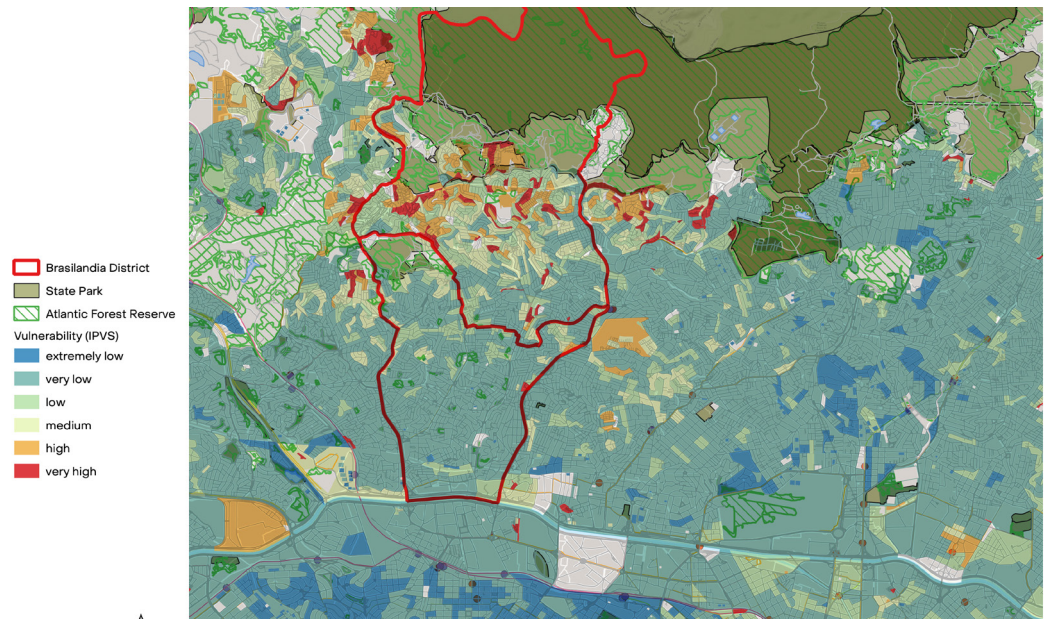 Brasilandia District
State Park
Atlantic Forest Reserve
Vulnerability (IPVS)
extremely low
very low
low
medium
high
very high